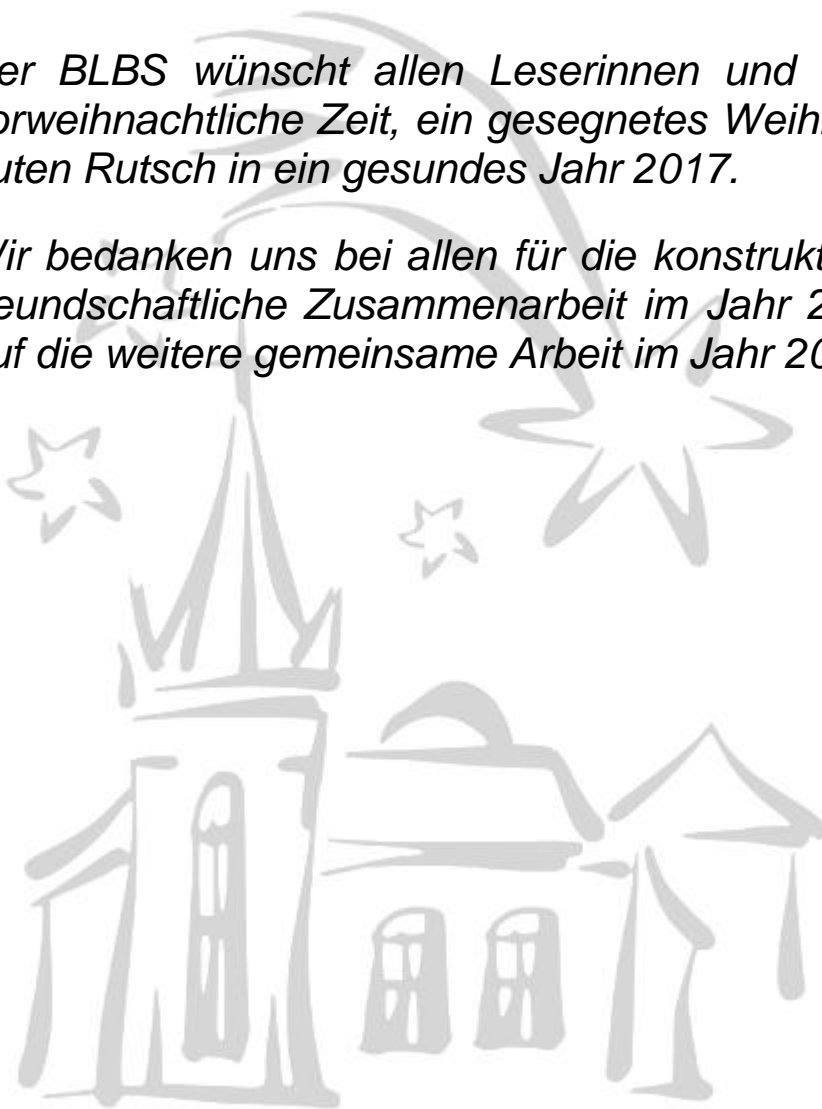 er BLBS wünscht allen Leserinnen und
orweihnachtliche Zeit, ein gesegnetes Weih
uten Rutsch in ein gesundes Jahr 2017.
Wir bedanken uns bei allen für die konstrukt
eundschaftliche Zusammenarbeit im Jahr 2
uf die weitere gemeinsame Arbeit im Jahr 20